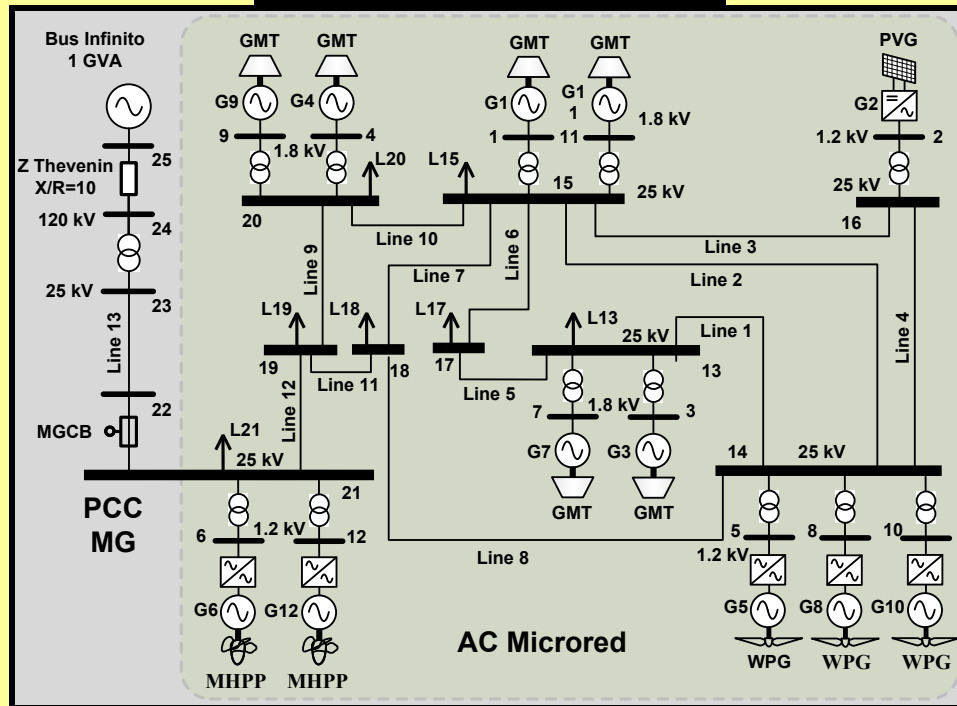 Bus Infinito
1 GVA
25
Z Thevenin
X/R=10
120 kV
24
25 kV
23
Line 13
22
MGCB
PCC
MG
GMT
GMT
G9
G4
9
4
1.8 kV
L20
20
Line 10
Line 9
GMT
GMT
G1
G1
1
1
11
1.8 kV
L15
15
25 kV
PVG
G2
1.2 kV
2
25 kV
16
Line 3
Line 2
Line 6
Line 7
Line 4
L19
L18
L17
L13
25 kV
Line 1
19
Line 11
18
17
Line 5
13
Line 12
7
1.8 kV
3
G7
G3
GMT
GMT
L21
25 kV
21
6
1.2 kV
12
G6
G12
MHPP
MHPP
Line 8
14
25 kV
5
8
10
1.2 kV
G5
G8
G10
WPG
WPG
WPG
AC Microred